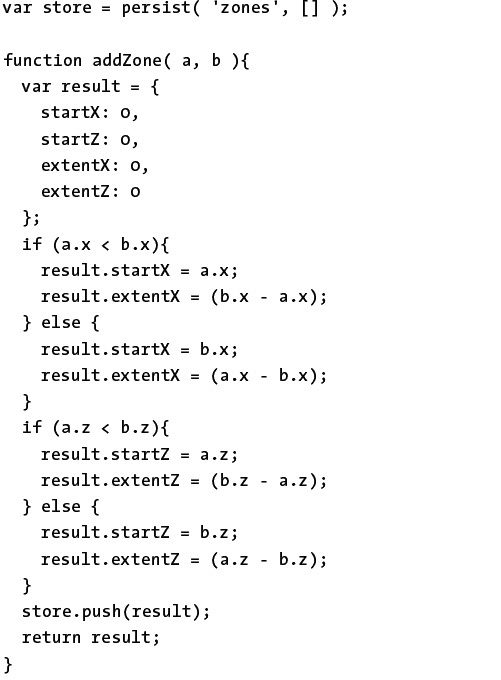 var store = persist( 'zones', [] );

function addZone( a, b ){
  var result = {
    startX: 0,
    startZ: 0,
    extentX: 0,
    extentZ: 0
  };
  if (a.x < b.x){
    result.startX = a.x;
    result.extentX = (b.x - a.x);
  } else {
    result.startX = b.x;
    result.extentX = (a.x - b.x);
  }
  if (a.z < b.z){
    result.startZ = a.z;
    result.extentZ = (b.z - a.z);
  } else {
    result.startZ = b.z;
    result.extentZ = (a.z - b.z);
  }
  store.push(result);
  return result;
}